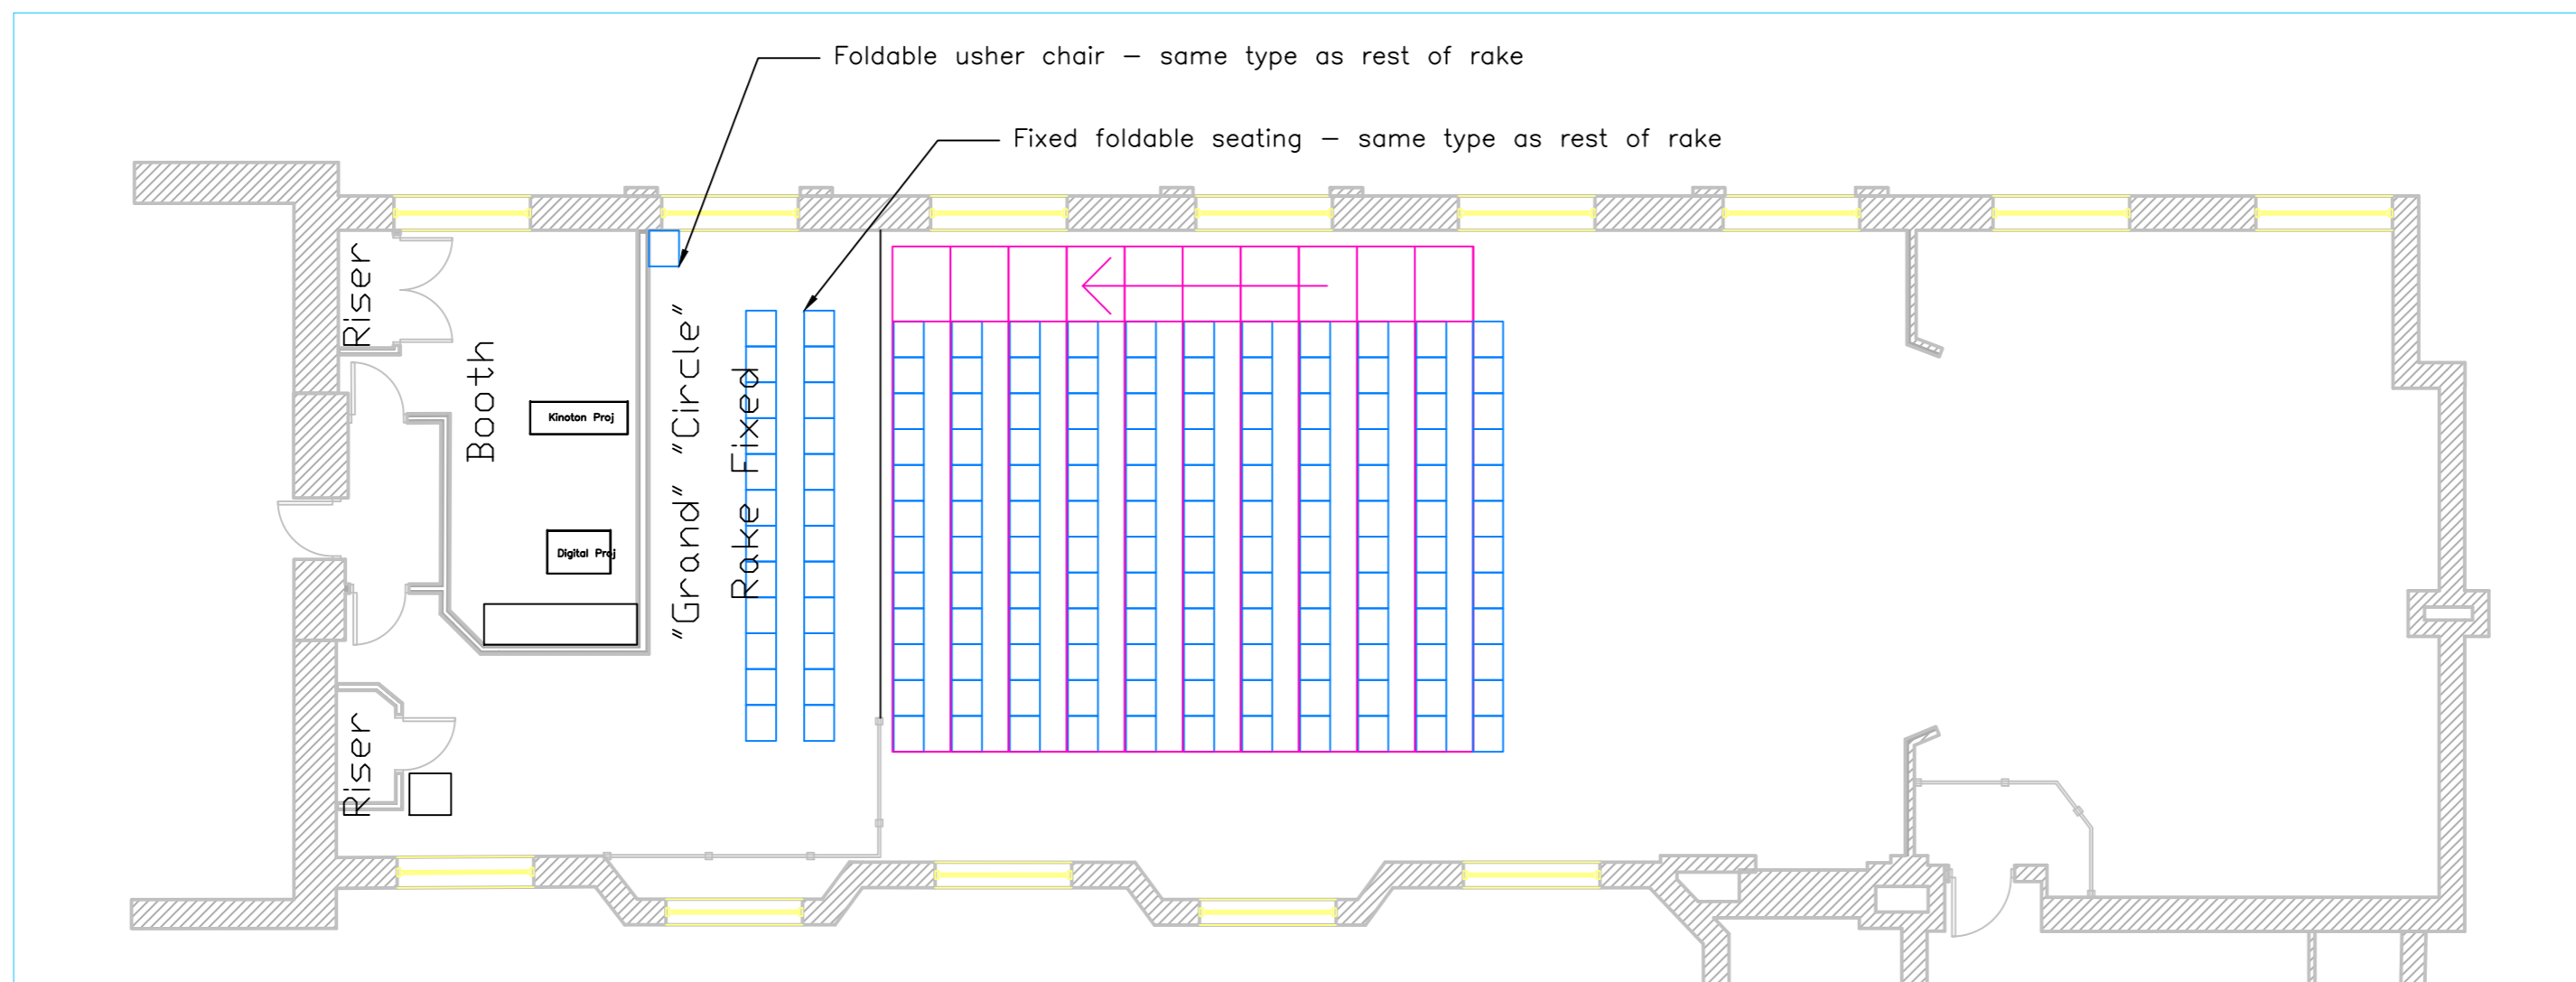 Foldable usher chair – same type as rest of rake
Fixed foldable seating – same type as rest of rake
Riser
Booth
Kinoton Proj
Digital Proj
"Grand" "Circle"
Rake Fixed
Riser